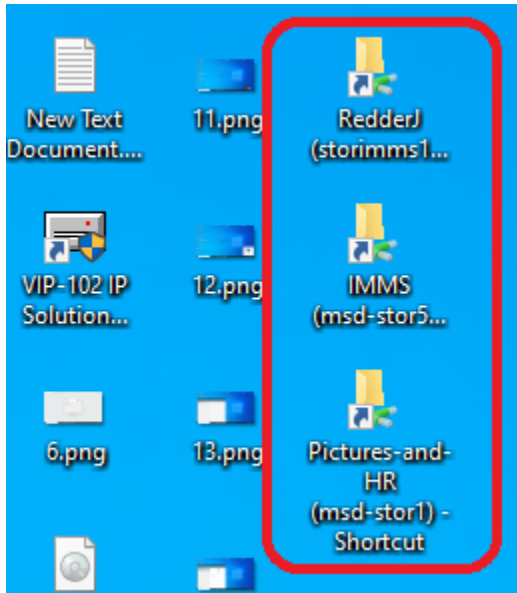 New Text
Document....
11.png
RedderJ
(storimms1...
VIP-102 IP
Solution...
12.png
IMMS
(msd-stor5...
6.png
13.png
Pictures-and-
HR
(msd-stor1) -
Shortcut